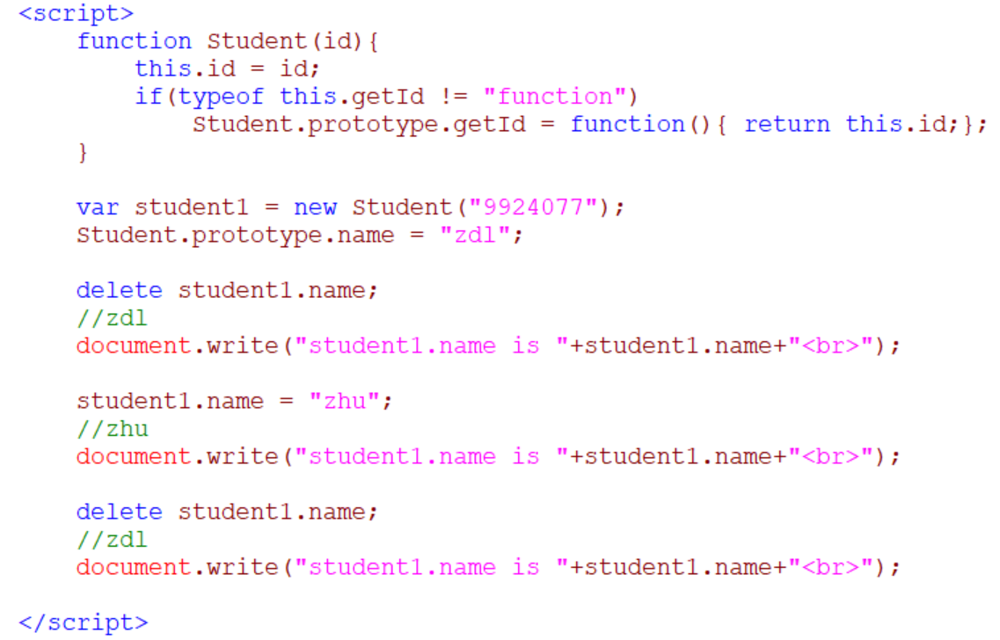 <script>
function Student(id){
this.id = id;
if(typeof this.getId != "function")
Student.prototype.getId = function(){ return this.id;};
}
var student1 = new Student("9924077");
Student.prototype.name = "zdl";
delete student1.name;
//zdl
document.write("student1.name is "+student1.name+"<br>");
student1.name = "zhu";
//zhu
document.write("student1.name is "+student1.name+"<br>");
delete student1.name;
//zdl
document.write("student1.name is "+student1.name+"<br>");
</script>